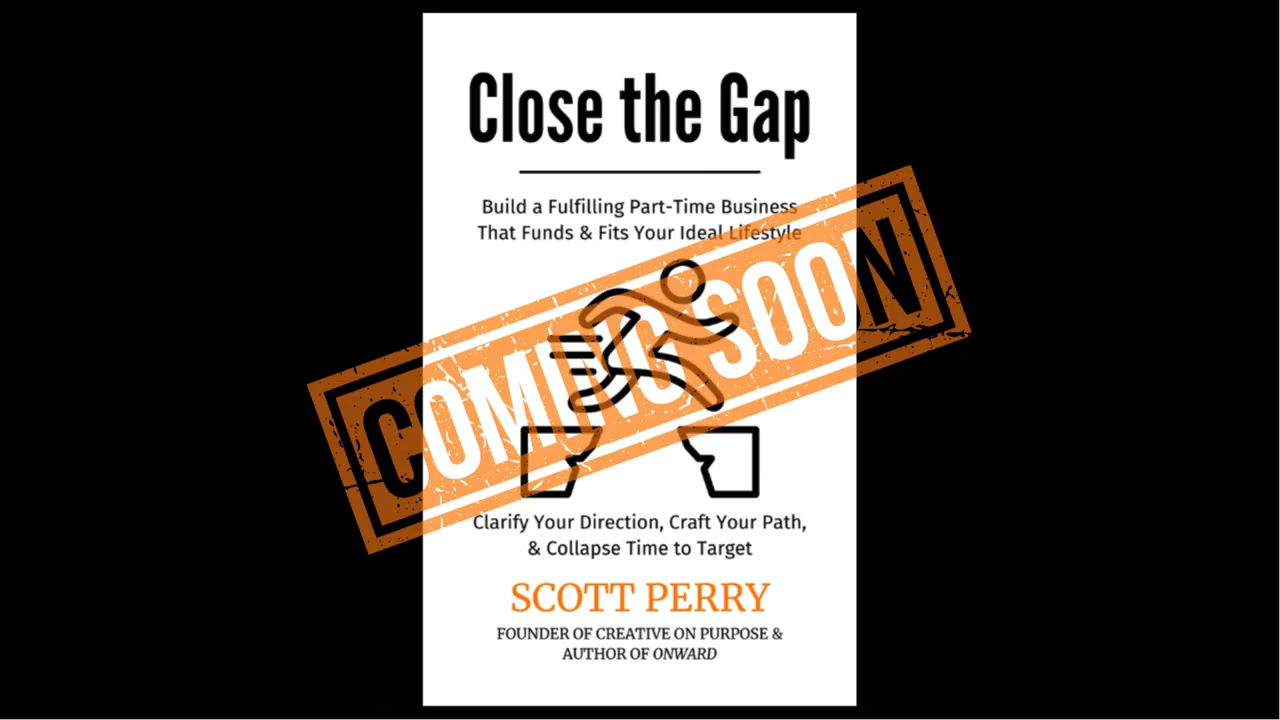 Close the Gap
Build a Fulfilling Part-Time Business
That Funds & Fits Your Ideal Lifestyle
COMING SOON
Clarify Your Direction, Craft Your Path,
& Collapse Time to Target
SCOTT PERRY
FOUNDER OF CREATIVE ON PURPOSE &
AUTHOR OF ONWARD